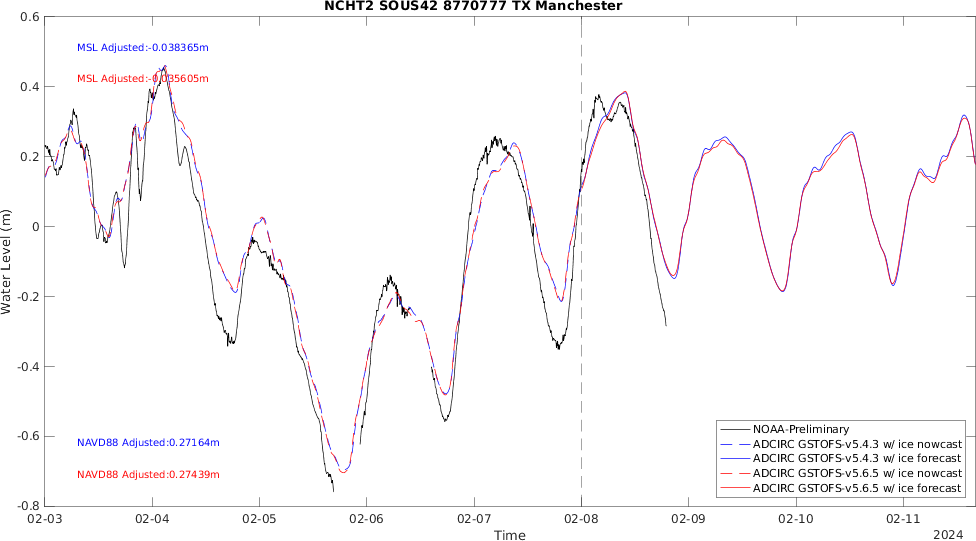 NCHT2 SOUS42 8770777 TX Manchester
0.6
MSL Adjusted:-0.038365m
MSL Adjusted:-0.035605m
0.4
0.2
0
Water Level (m)
-0.2
-0.4
-0.6
NAVD88 Adjusted:0.27164m
NAVD88 Adjusted:0.27439m
NOAA-Preliminary
ADCIRC GSTOFS-v5.4.3 w/ ice nowcast
ADCIRC GSTOFS-v5.4.3 w/ ice forecast
ADCIRC GSTOFS-v5.6.5 w/ ice nowcast
ADCIRC GSTOFS-v5.6.5 w/ ice forecast
-0.8
02-03 02-04 02-05 02-06 02-07 02-08 02-09 02-10 02-11
Time
2024